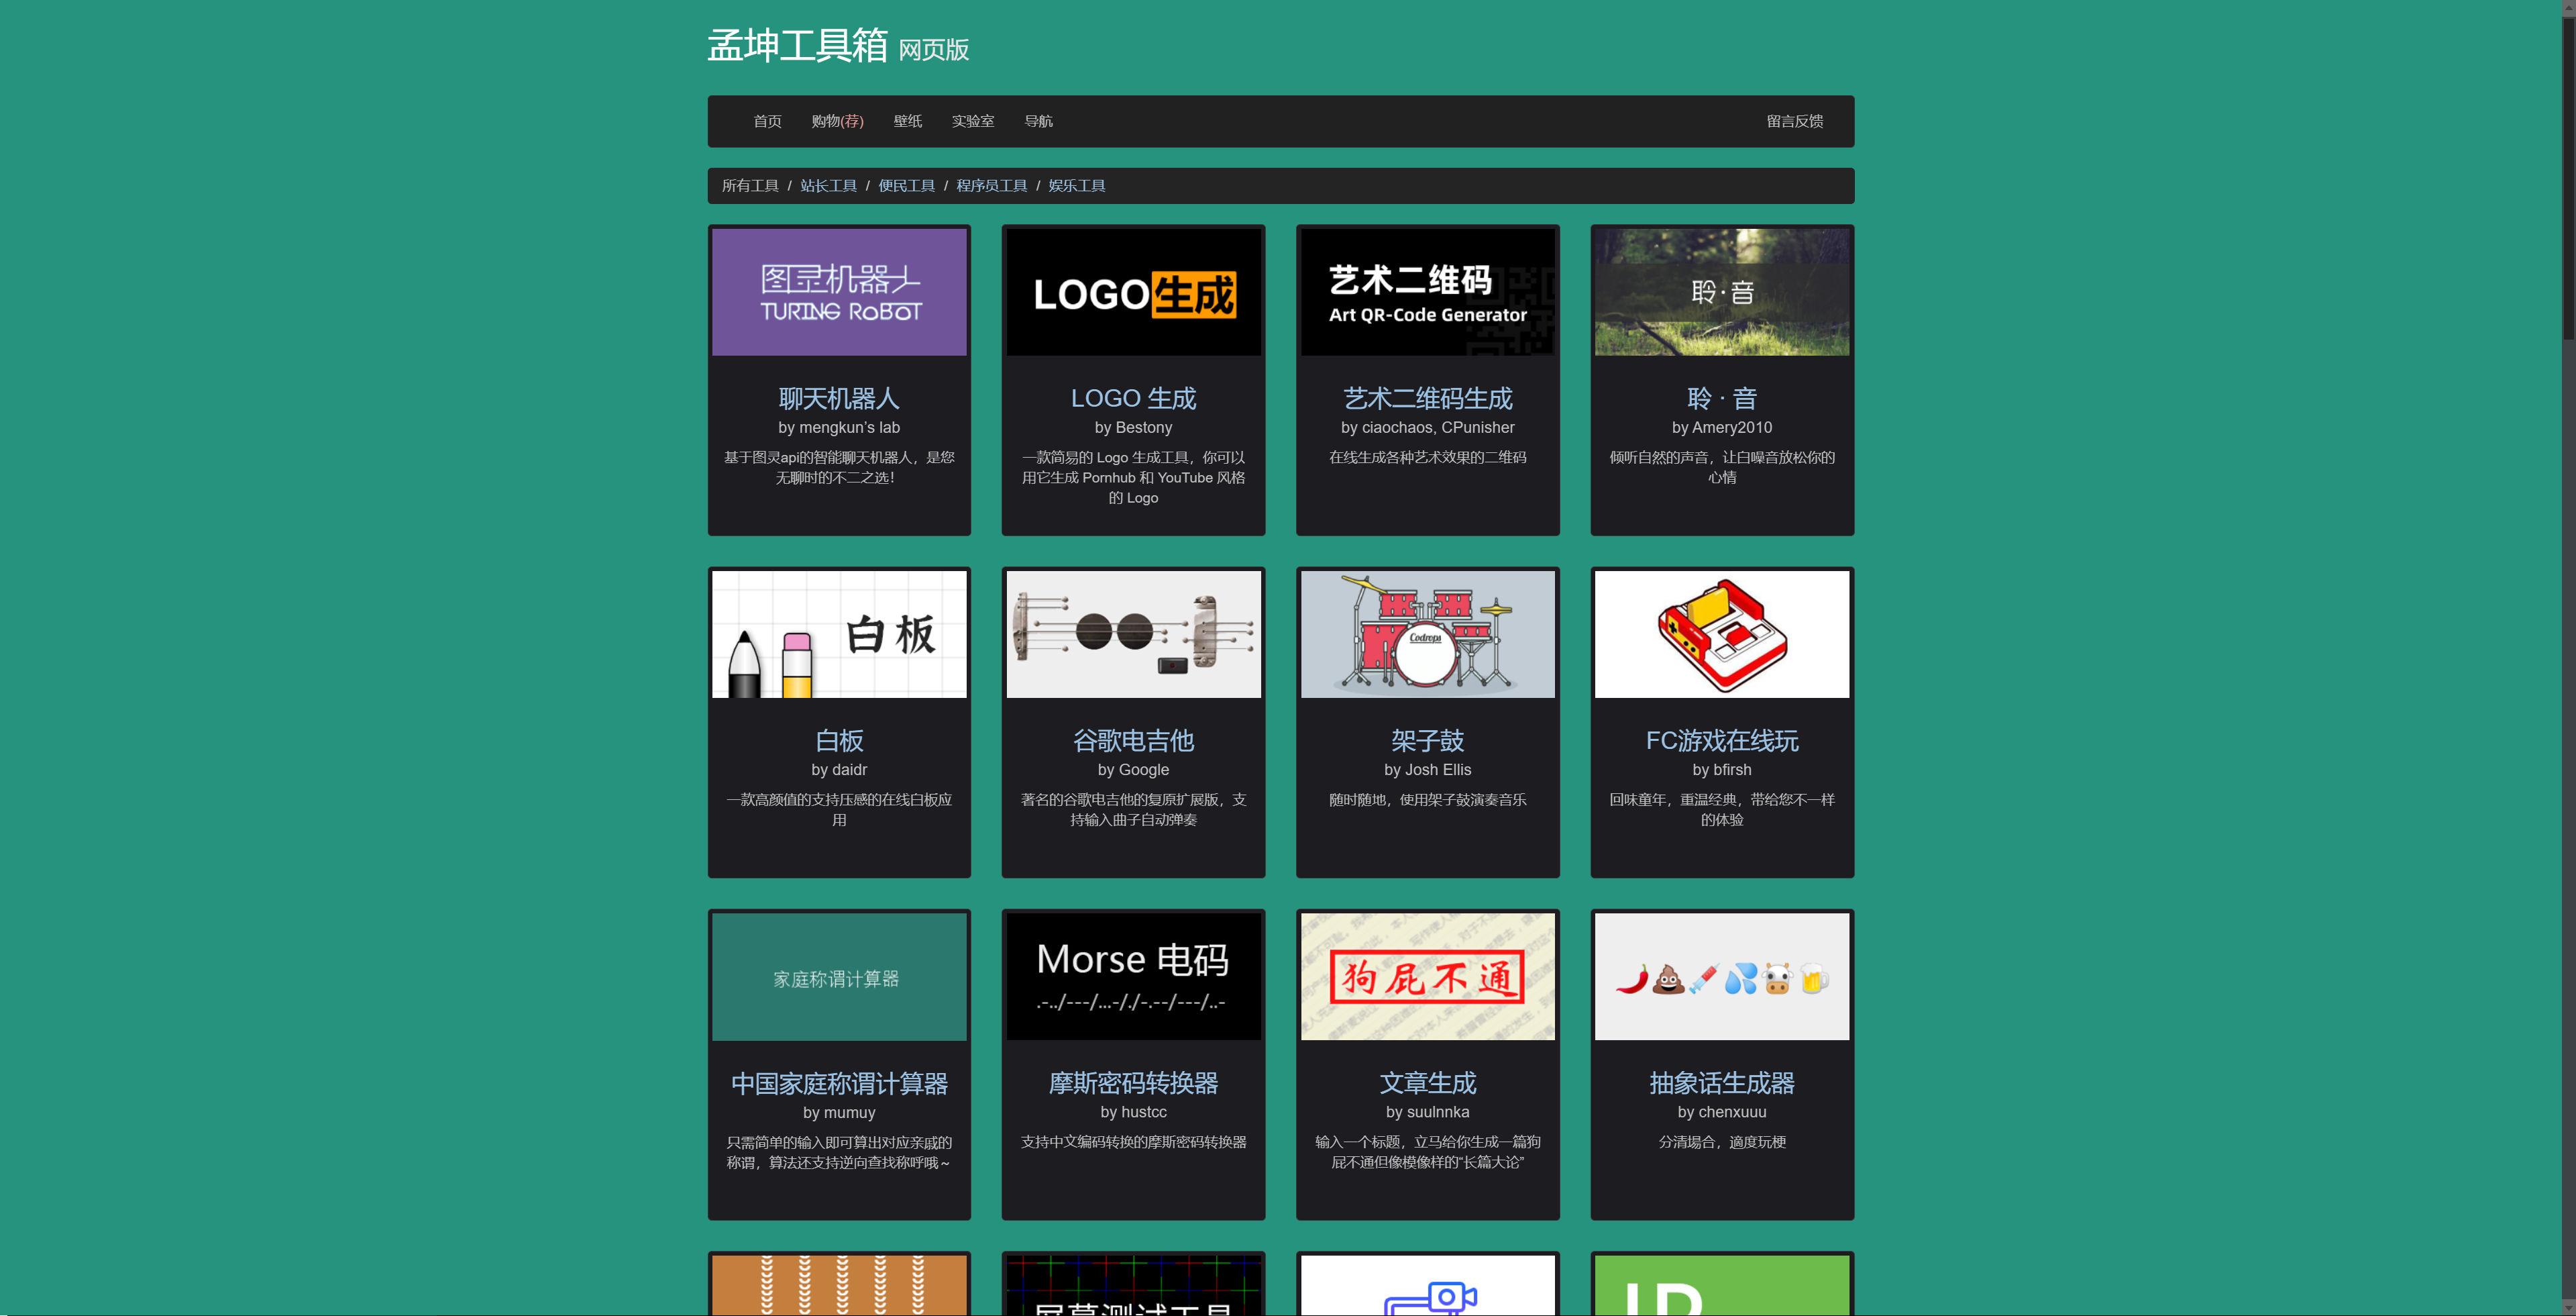 孟坤工具箱 网页版
首页 购物(荐) 壁纸 实验室 导航 留言反馈
所有工具 / 站长工具 / 便民工具 / 程序员工具 / 娱乐工具
图灵机器人
TURING ROBOT
聊天机器人
by mengkun's lab
基于图灵api的智能聊天机器人，是您
无聊时的不二之选！
LOGO生成
LOGO 生成
by Bestony
一款简易的 Logo 生成工具，你可以
用它生成 Pornhub 和 YouTube 风格
的 Logo
艺术二维码
Art QR-Code Generator
艺术二维码生成
by ciaochaos, CPunisher
在线生成各种艺术效果的二维码
聆·音
聆 · 音
by Amery2010
倾听自然的声音，让白噪音放松你的
心情
白板
白板
by daidr
一款高颜值的支持压感的在线白板应
用
谷歌电吉他
by Google
著名的谷歌电吉他的复原扩展版，支
持输入曲子自动弹奏
Codrops
架子鼓
by Josh Ellis
随时随地，使用架子鼓演奏音乐
FC游戏在线玩
by bfirsh
回味童年，重温经典，带给您不一样
的体验
家庭称谓计算器
中国家庭称谓计算器
by mumuy
只需简单的输入即可算出对应亲戚的
称谓，算法还支持逆向查找称呼哦～
Morse 电码
.-../---/...-/./-.--/---/..-
摩斯密码转换器
by hustcc
支持中文编码转换的摩斯密码转换器
狗屁不通
文章生成
by suulnnka
输入一个标题，立马给你生成一篇狗
屁不通但像模像样的“长篇大论”
抽象话生成器
by chenxuuu
分清場合，適度玩梗
屏幕测试工具